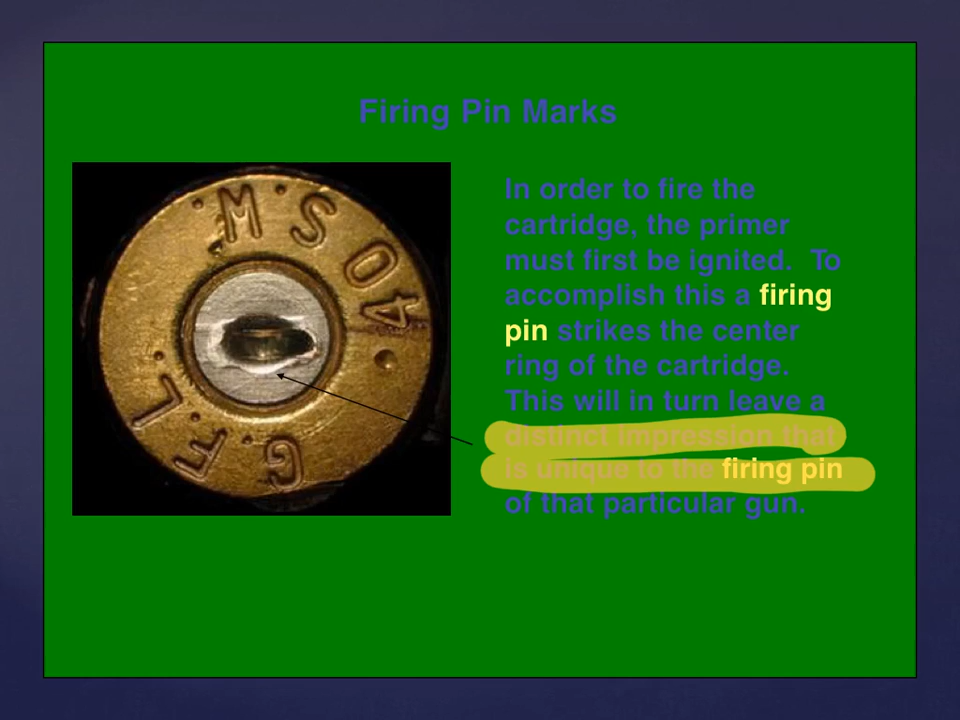 Firing Pin Marks
In order to fire the
cartridge, the primer
must first be ignited.  To
accomplish this a firing
pin strikes the center
ring of the cartridge.
This will in turn leave a
distinct impression that
is unique to the firing pin
of that particular gun.
G.F.L. .M.S 04.